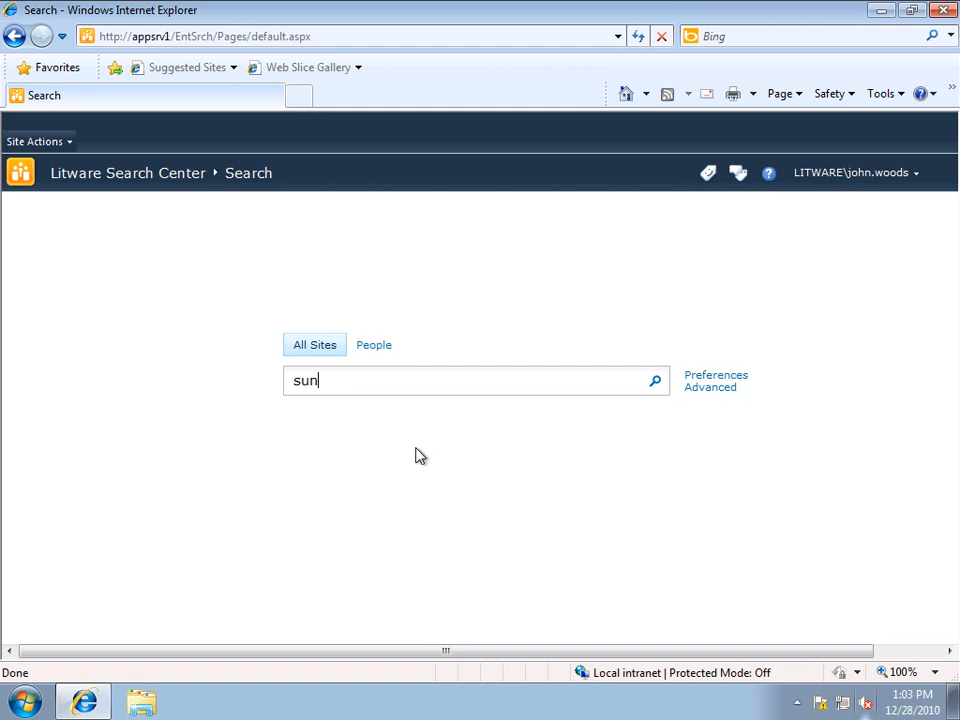 Search - Windows Internet Explorer
http://appsrv1/EntSrch/Pages/default.aspx
Bing
Favorites
Suggested Sites
Web Slice Gallery
Search
Page
Safety
Tools
»
Site Actions
Litware Search Center
Search
LITWARE\john.woods
All Sites
People
sun
Preferences
Advanced
Done
Local intranet | Protected Mode: Off
100%
1:03 PM
12/28/2010